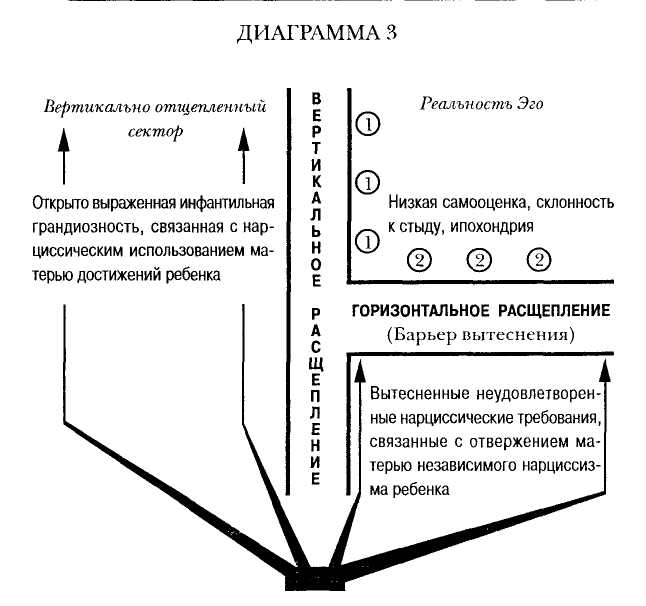 ДИАГРАММА 3
Вертикально отщепленный
сектор
Открыто выраженная инфантильная
грандиозность, связанная с нар-
циссическим использованием ма-
терью достижений ребенка
ВЕРТИКАЛЬНОЕ РАСЩЕПЛЕНИЕ
Реальность Эго
1
1
Низкая самооценка, склонность
к стыду, ипохондрия
1
2 2 2
ГОРИЗОНТАЛЬНОЕ РАСЩЕПЛЕНИЕ
(Барьер вытеснения)
Вытесненные неудовлетворен-
ные нарциссические требования,
связанные с отвержением ма-
терью независимого нарциссиз-
ма ребенка